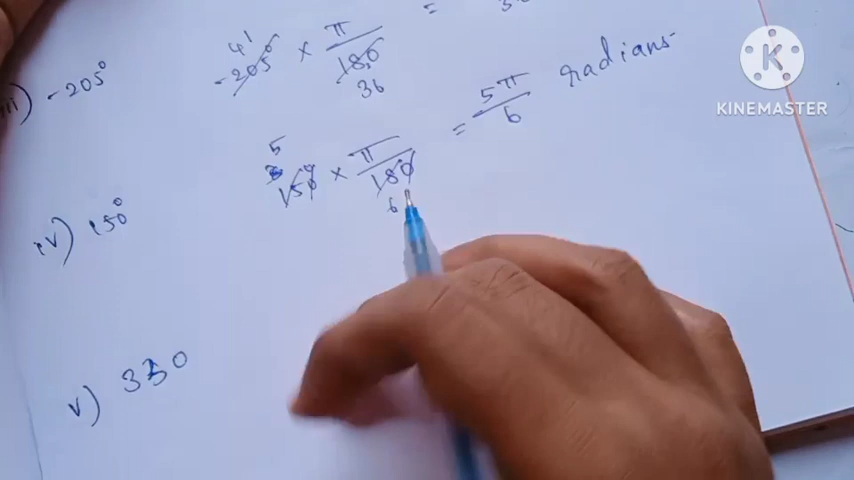 iii) -205° 41 -205° × π/180 36 =
iv) 150° 5 150° × π/180 6 = 5π/6 radians
v) 330
K
KINEMASTER